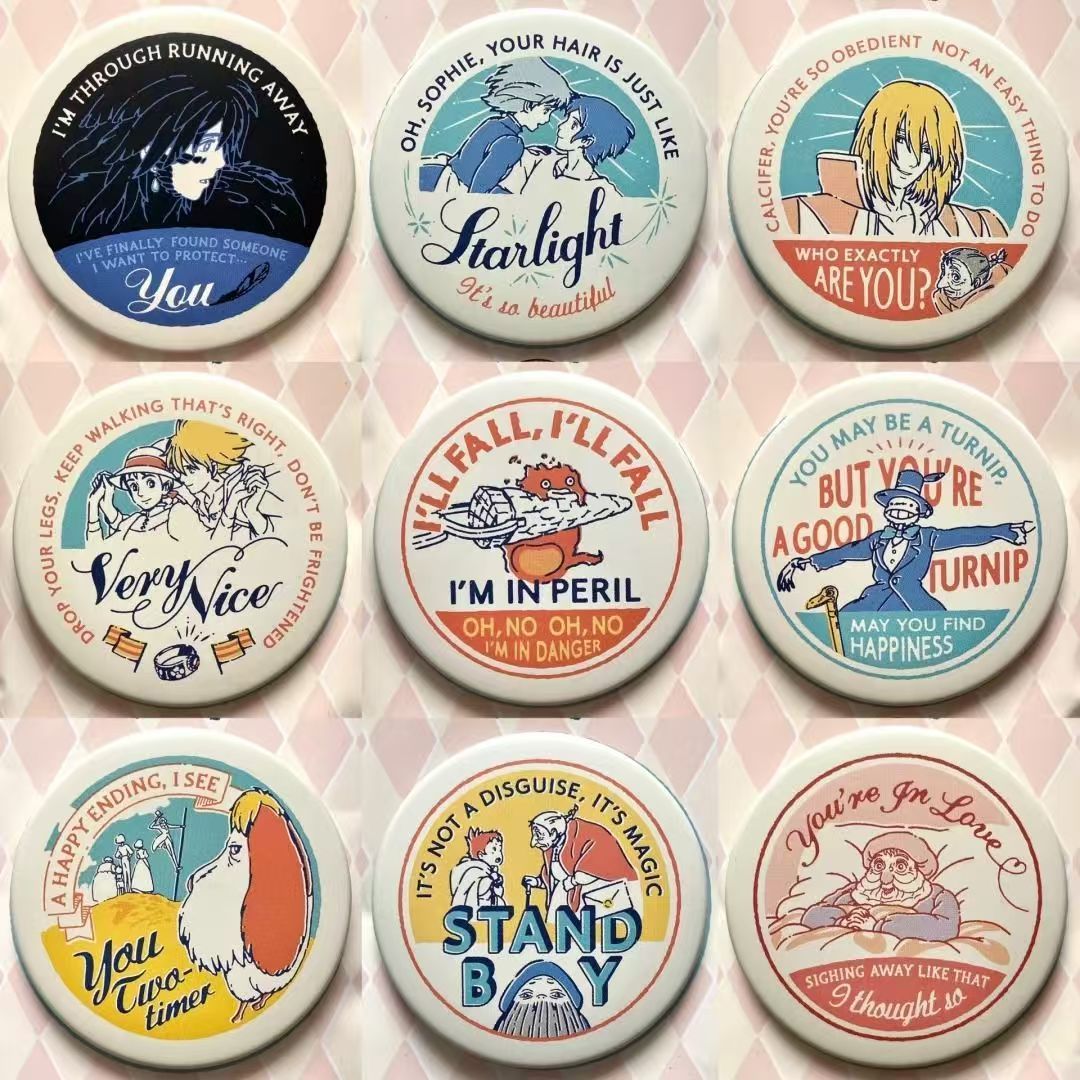 I'M THROUGH RUNNING AWAY
I'VE FINALLY FOUND SOMEONE
I WANT TO PROTECT...
You
OH, SOPHIE, YOUR HAIR IS JUST LIKE
Starlight
It's so beautiful
CALCIFER, YOU'RE SO OBEDIENT NOT AN EASY THING TO DO
WHO EXACTLY
ARE YOU?
DROP YOUR LEGS, KEEP WALKING THAT'S RIGHT, DON'T BE FRIGHTENED
Very Nice
I'LL FALL, I'LL FALL
I'M IN PERIL
OH, NO OH, NO
I'M IN DANGER
YOU MAY BE A TURNIP,
BUT YOU'RE
A GOOD
TURNIP
MAY YOU FIND
HAPPINESS
A HAPPY ENDING, I SEE
You
Two-
timer
IT'S NOT A DISGUISE, IT'S MAGIC
STAND
BY
You're In Love
SIGHING AWAY LIKE THAT
I thought so